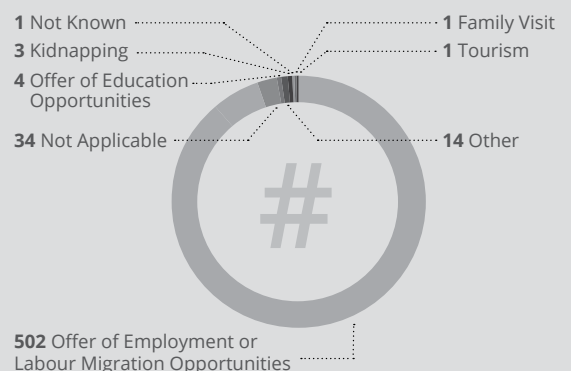 1 Not Known
3 Kidnapping
4 Offer of Education
Opportunities
34 Not Applicable
1 Family Visit
1 Tourism
14 Other
#
502 Offer of Employment or
Labour Migration Opportunities